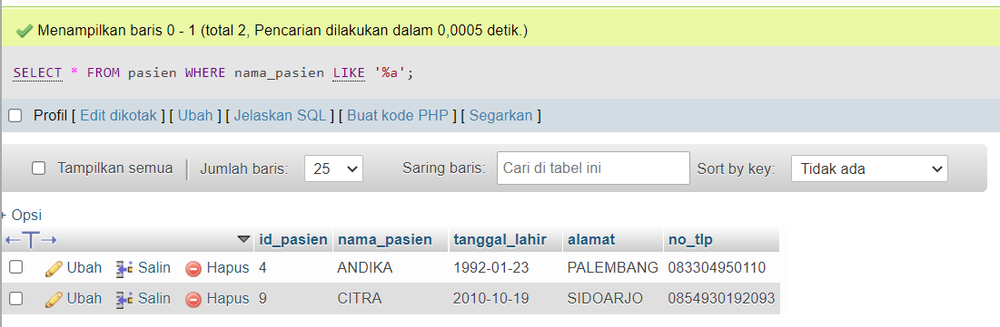 Menampilkan baris 0 - 1 (total 2, Pencarian dilakukan dalam 0,0005 detik.)
SELECT * FROM pasien WHERE nama_pasien LIKE '%a';
Profil [ Edit dikotak ] [ Ubah ] [ Jelaskan SQL ] [ Buat kode PHP ] [ Segarkan ]
Tampilkan semua | Jumlah baris: 25 Saring baris: Cari di tabel ini Sort by key: Tidak ada
+ Opsi
←T→ id_pasien nama_pasien tanggal_lahir alamat no_tlp
Ubah Salin Hapus 4 ANDIKA 1992-01-23 PALEMBANG 083304950110
Ubah Salin Hapus 9 CITRA 2010-10-19 SIDOARJO 0854930192093